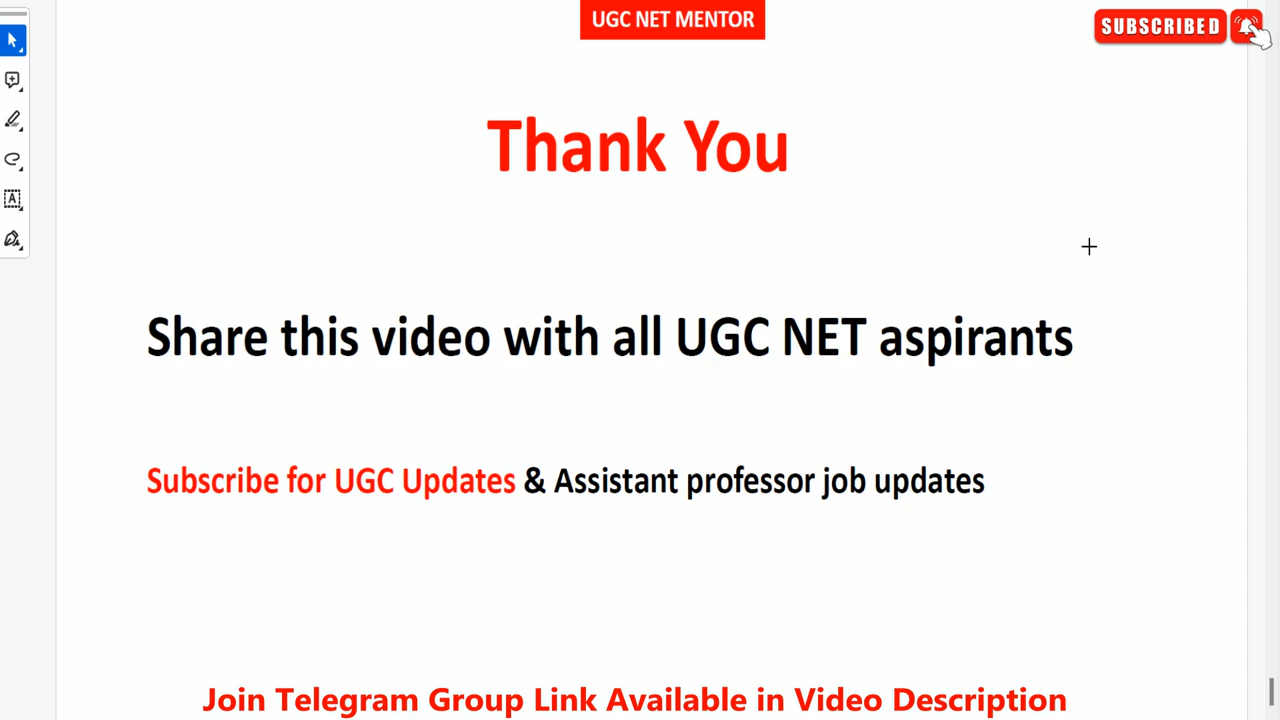 UGC NET MENTOR
SUBSCRIBED
Thank You
Share this video with all UGC NET aspirants
Subscribe for UGC Updates & Assistant professor job updates
Join Telegram Group Link Available in Video Description